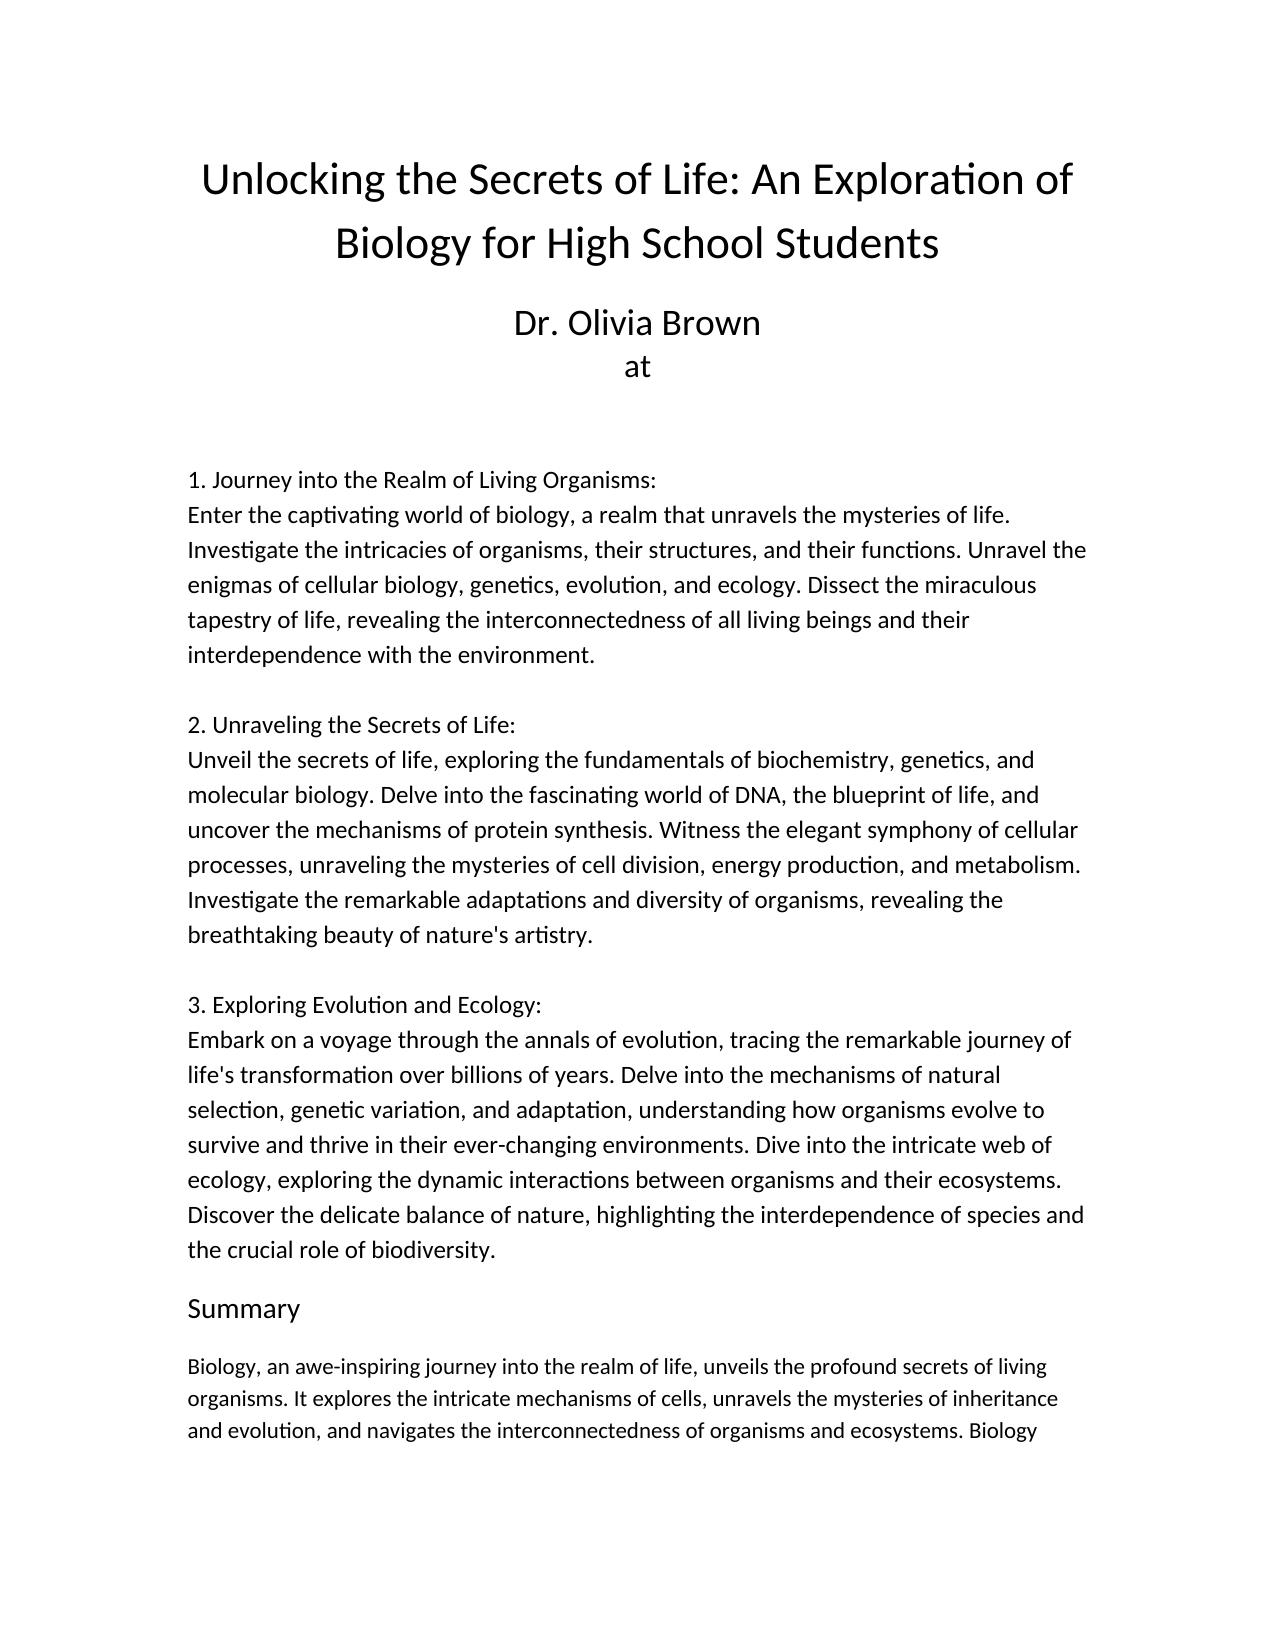 Unlocking the Secrets of Life: An Exploration of
Biology for High School Students
Dr. Olivia Brown
at
1. Journey into the Realm of Living Organisms:
Enter the captivating world of biology, a realm that unravels the mysteries of life.
Investigate the intricacies of organisms, their structures, and their functions. Unravel the
enigmas of cellular biology, genetics, evolution, and ecology. Dissect the miraculous
tapestry of life, revealing the interconnectedness of all living beings and their
interdependence with the environment.
2. Unraveling the Secrets of Life:
Unveil the secrets of life, exploring the fundamentals of biochemistry, genetics, and
molecular biology. Delve into the fascinating world of DNA, the blueprint of life, and
uncover the mechanisms of protein synthesis. Witness the elegant symphony of cellular
processes, unraveling the mysteries of cell division, energy production, and metabolism.
Investigate the remarkable adaptations and diversity of organisms, revealing the
breathtaking beauty of nature's artistry.
3. Exploring Evolution and Ecology:
Embark on a voyage through the annals of evolution, tracing the remarkable journey of
life's transformation over billions of years. Delve into the mechanisms of natural
selection, genetic variation, and adaptation, understanding how organisms evolve to
survive and thrive in their ever-changing environments. Dive into the intricate web of
ecology, exploring the dynamic interactions between organisms and their ecosystems.
Discover the delicate balance of nature, highlighting the interdependence of species and
the crucial role of biodiversity.
Summary
Biology, an awe-inspiring journey into the realm of life, unveils the profound secrets of living
organisms. It explores the intricate mechanisms of cells, unravels the mysteries of inheritance
and evolution, and navigates the interconnectedness of organisms and ecosystems. Biology